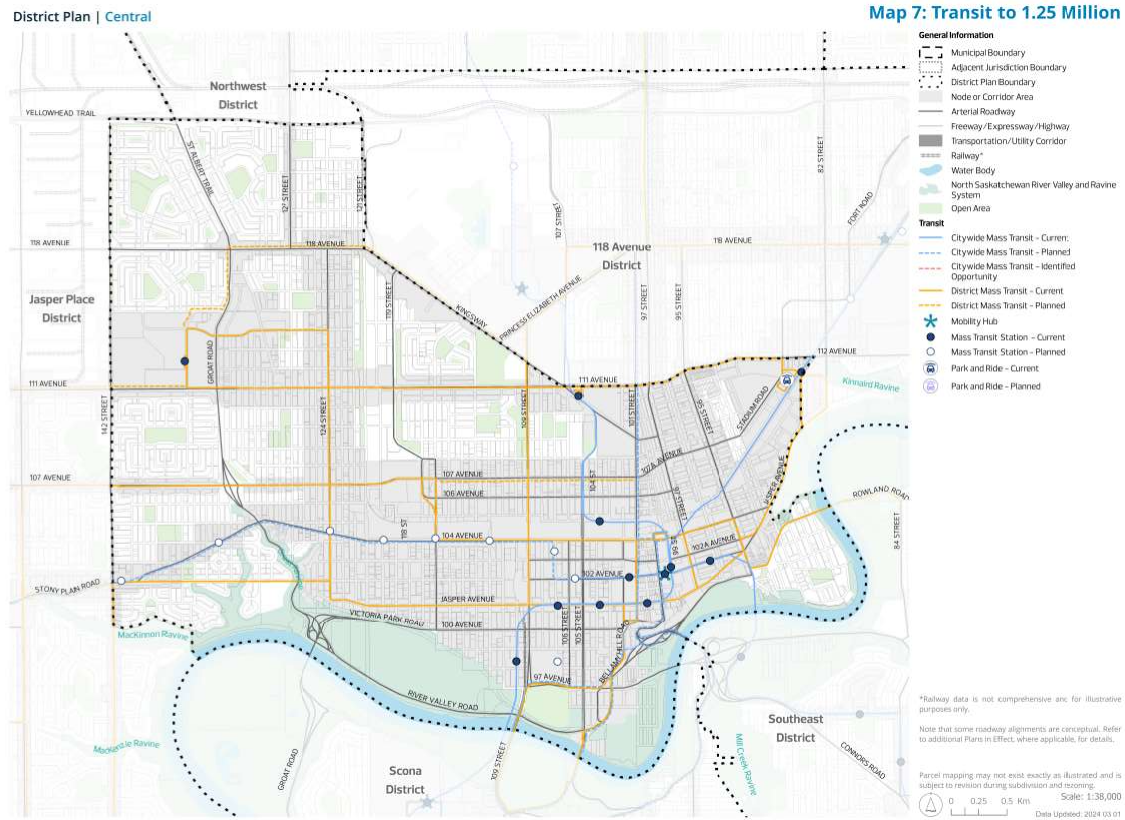 District Plan | Central
Map 7: Transit to 1.25 Million
General Information
Municipal Boundary
Adjacent Jurisdiction Boundary
District Plan Boundary
Node or Corridor Area
Arterial Roadway
Freeway/Expressway/Highway
Transportation/Utility Corridor
Railway*
Water Body
North Saskatchewan River Valley and Ravine
System
Open Area
Transit
Citywide Mass Transit – Current
Citywide Mass Transit – Planned
Citywide Mass Transit – Identified
Opportunity
District Mass Transit – Current
District Mass Transit – Planned
Mobility Hub
Mass Transit Station – Current
Mass Transit Station – Planned
Park and Ride – Current
Park and Ride – Planned
Northwest
District
YELLOWHEAD TRAIL
ST ALBERT TRAIL
127 STREET
121 STREET
107 STREET
82 STREET
FORT ROAD
118 AVENUE
118 AVENUE
118 AVENUE
118 Avenue
District
Jasper Place
District
119 STREET
KINGSWAY
PRINCESS ELIZABETH AVENUE
97 STREET
95 STREET
GROAT ROAD
112 AVENUE
111 AVENUE
111 AVENUE
Kinnaird Ravine
142 STREET
124 STREET
109 STREET
101 STREET
95 STREET
STADIUM ROAD
107 AVENUE
107 AVENUE
107A AVENUE
106 AVENUE
104 ST
97 STREET
JASPER AVENUE
ROWLAND ROAD
84 STREET
118 ST
104 AVENUE
99 ST
102A AVENUE
102 AVENUE
STONY PLAIN ROAD
JASPER AVENUE
VICTORIA PARK ROAD
100 AVENUE
106 STREET
105 STREET
BELLAMY HILL ROAD
MacKinnon Ravine
97 AVENUE
RIVER VALLEY ROAD
MacKenzie Ravine
GROAT ROAD
109 STREET
Scona
District
Southeast
District
Mill Creek Ravine
CONNORS ROAD
*Railway data is not comprehensive and for illustrative
purposes only.
Note that some roadway alignments are conceptual. Refer
to additional Plans in Effect, where applicable, for details.
Parcel mapping may not exist exactly as illustrated and is
subject to revision during subdivision and rezoning.
Scale: 1:38,000
0 0.25 0.5 Km
Data Updated: 2024 03 01